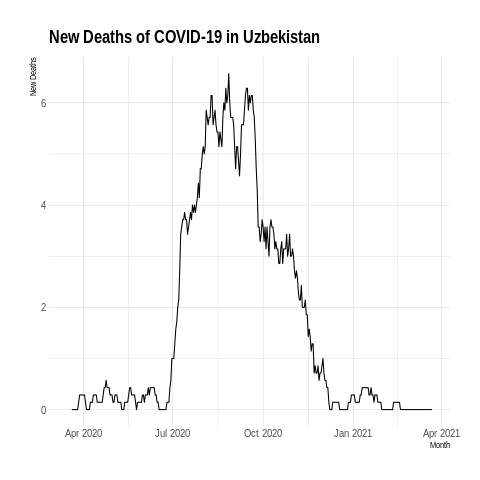 New Deaths of COVID-19 in Uzbekistan
New Deaths
6
4
2
0
Apr 2020 Jul 2020 Oct 2020 Jan 2021 Apr 2021
Month